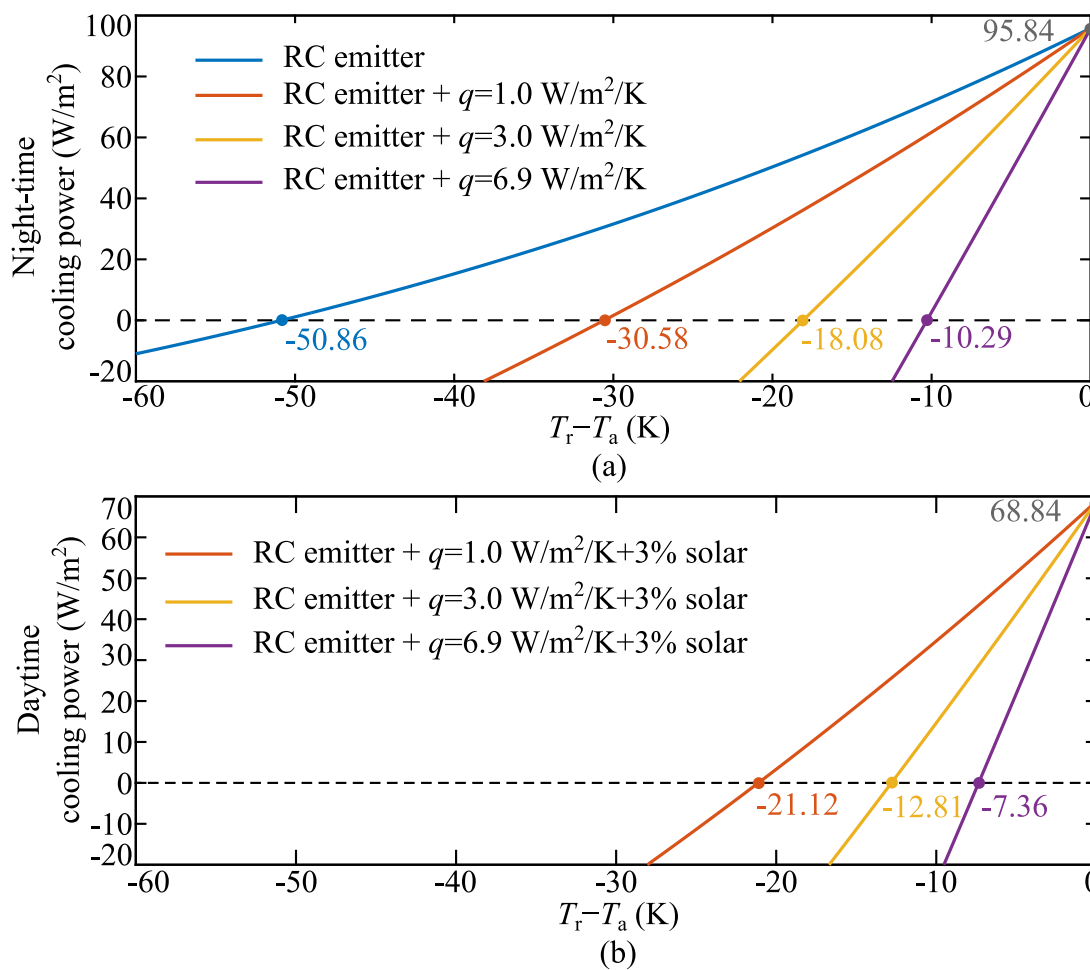 Night-time
cooling power (W/m²)
100
80
60
40
20
0
-20
95.84
RC emitter
RC emitter + q=1.0 W/m²/K
RC emitter + q=3.0 W/m²/K
RC emitter + q=6.9 W/m²/K
-50.86
-30.58
-18.08
-10.29
-60
-50
-40
-30
-20
-10
0
Tr−Ta (K)
(a)
Daytime
cooling power (W/m²)
70
60
50
40
30
20
10
0
-10
-20
68.84
RC emitter + q=1.0 W/m²/K+3% solar
RC emitter + q=3.0 W/m²/K+3% solar
RC emitter + q=6.9 W/m²/K+3% solar
-21.12
-12.81
-7.36
-60
-50
-40
-30
-20
-10
0
Tr−Ta (K)
(b)